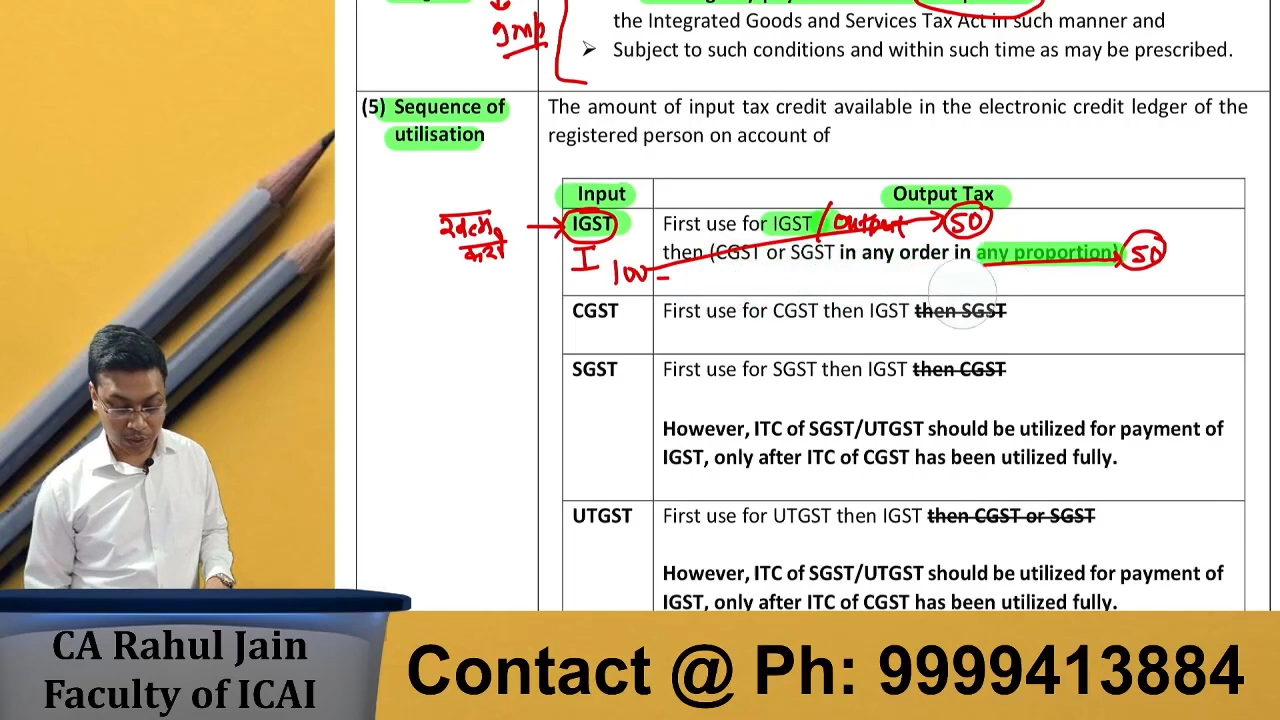 the Integrated Goods and Services Tax Act in such manner and
gmp
➢ Subject to such conditions and within such time as may be prescribed.
(5) Sequence of utilisation
The amount of input tax credit available in the electronic credit ledger of the
registered person on account of
Input
Output Tax
IGST
First use for IGST / Output → 50
then (CGST or SGST in any order in any proportion) 50
I 100
CGST
First use for CGST then IGST then SGST
SGST
First use for SGST then IGST then CGST
However, ITC of SGST/UTGST should be utilized for payment of
IGST, only after ITC of CGST has been utilized fully.
UTGST
First use for UTGST then IGST then CGST or SGST
However, ITC of SGST/UTGST should be utilized for payment of
IGST, only after ITC of CGST has been utilized fully.
CA Rahul Jain
Faculty of ICAI
Contact @ Ph: 9999413884